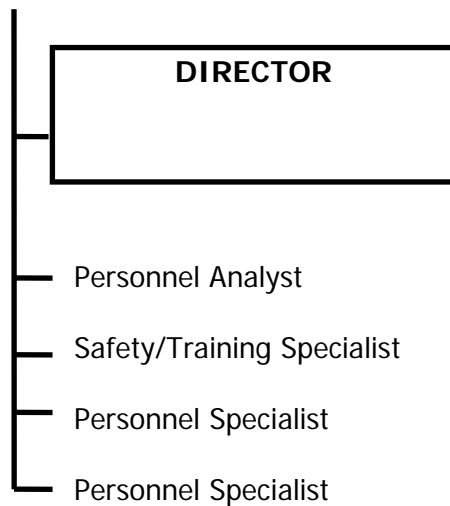 DIRECTOR
Personnel Analyst
Safety/Training Specialist
Personnel Specialist
Personnel Specialist